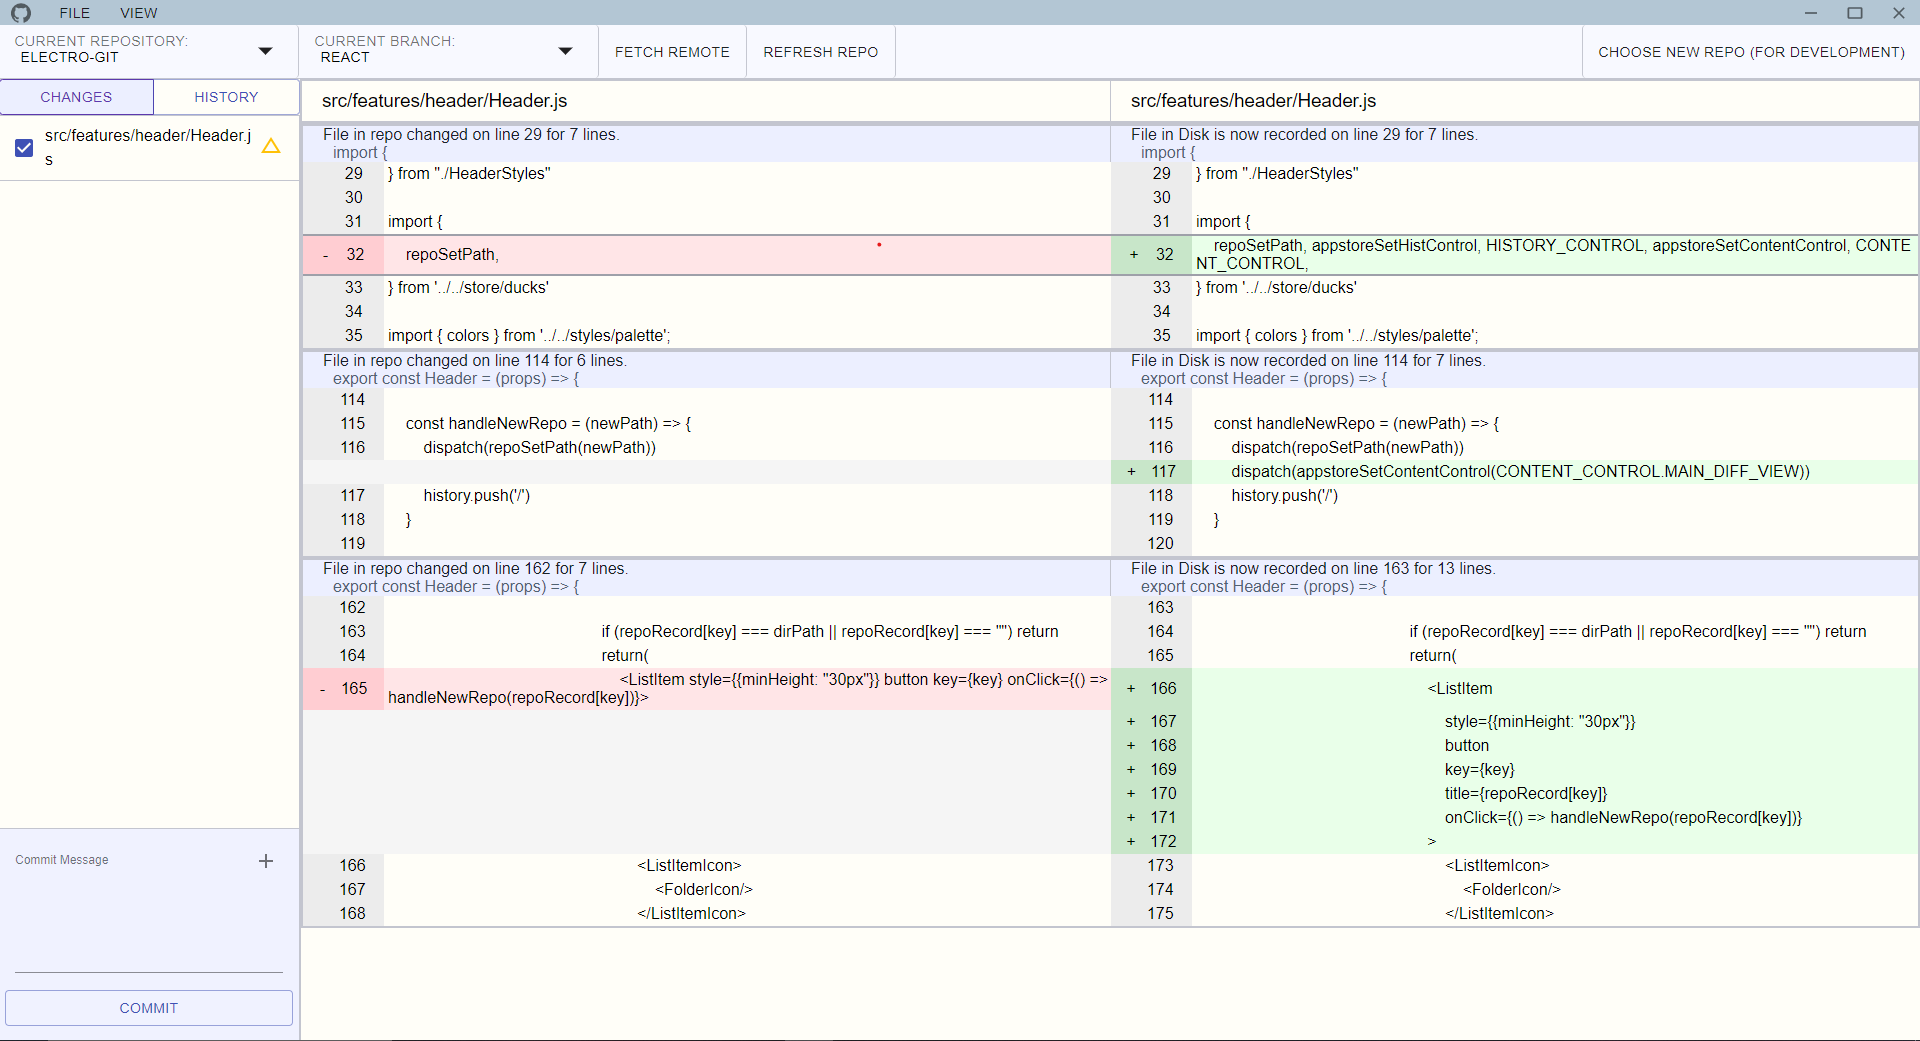 FILE VIEW
CURRENT REPOSITORY:
ELECTRO-GIT
CURRENT BRANCH:
REACT
FETCH REMOTE
REFRESH REPO
CHOOSE NEW REPO (FOR DEVELOPMENT)
CHANGES
HISTORY
src/features/header/Header.j
s
Commit Message
COMMIT
src/features/header/Header.js
File in repo changed on line 29 for 7 lines.
import {
29 } from "./HeaderStyles"
30
31 import {
- 32 repoSetPath,
33 } from '../../store/ducks'
34
35 import { colors } from '../../styles/palette';
File in repo changed on line 114 for 6 lines.
export const Header = (props) => {
114
115 const handleNewRepo = (newPath) => {
116 dispatch(repoSetPath(newPath))
117 history.push('/')
118 }
119
File in repo changed on line 162 for 7 lines.
export const Header = (props) => {
162
163 if (repoRecord[key] === dirPath || repoRecord[key] === "") return
164 return(
- 165 <ListItem style={{minHeight: "30px"}} button key={key} onClick={() =>
handleNewRepo(repoRecord[key])}>
166 <ListItemIcon>
167 <FolderIcon/>
168 </ListItemIcon>
src/features/header/Header.js
File in Disk is now recorded on line 29 for 7 lines.
import {
29 } from "./HeaderStyles"
30
31 import {
+ 32 repoSetPath, appstoreSetHistControl, HISTORY_CONTROL, appstoreSetContentControl, CONTE
NT_CONTROL,
33 } from '../../store/ducks'
34
35 import { colors } from '../../styles/palette';
File in Disk is now recorded on line 114 for 7 lines.
export const Header = (props) => {
114
115 const handleNewRepo = (newPath) => {
116 dispatch(repoSetPath(newPath))
+ 117 dispatch(appstoreSetContentControl(CONTENT_CONTROL.MAIN_DIFF_VIEW))
118 history.push('/')
119 }
120
File in Disk is now recorded on line 163 for 13 lines.
export const Header = (props) => {
163
164 if (repoRecord[key] === dirPath || repoRecord[key] === "") return
165 return(
+ 166 <ListItem
+ 167 style={{minHeight: "30px"}}
+ 168 button
+ 169 key={key}
+ 170 title={repoRecord[key]}
+ 171 onClick={() => handleNewRepo(repoRecord[key])}
+ 172 >
173 <ListItemIcon>
174 <FolderIcon/>
175 </ListItemIcon>